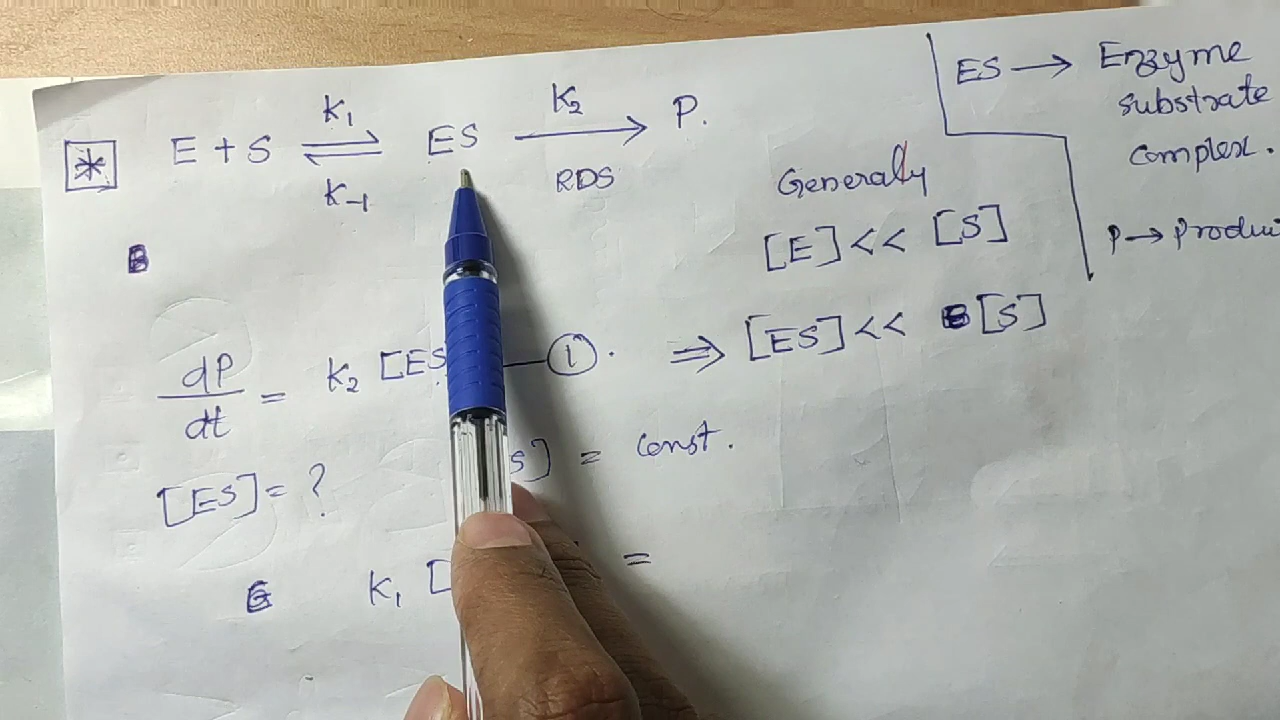 ES → Enzyme
substrate
complex.
P → Produ
* E + S ⇌ ES → P.
K1
K-1
K2
RDS
Generally
[E] << [S]
⇒ [ES] << [S]
dP/dt = K2 [ES — ①.
[ES] = ?
s] = const.
K1 [
=